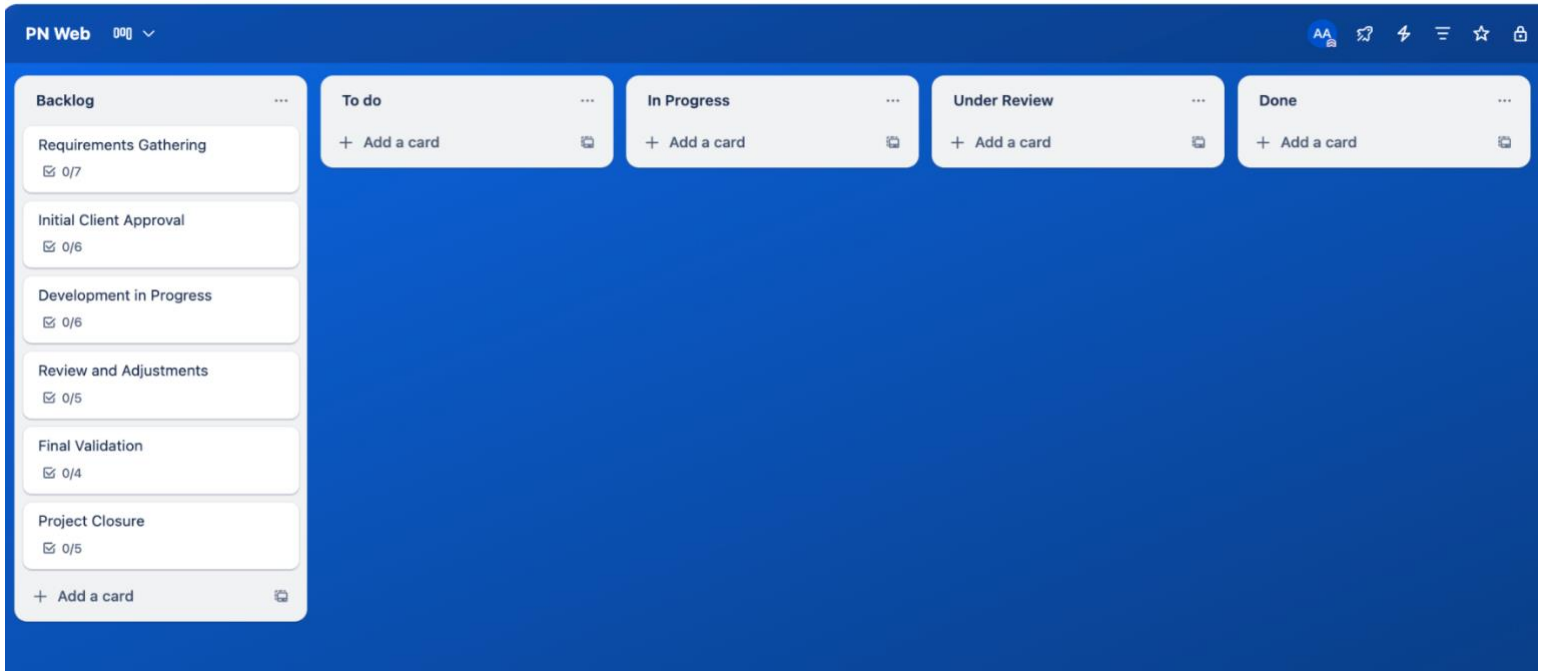 PN Web
AA
Backlog
Requirements Gathering
0/7
Initial Client Approval
0/6
Development in Progress
0/6
Review and Adjustments
0/5
Final Validation
0/4
Project Closure
0/5
+ Add a card
To do
+ Add a card
In Progress
+ Add a card
Under Review
+ Add a card
Done
+ Add a card